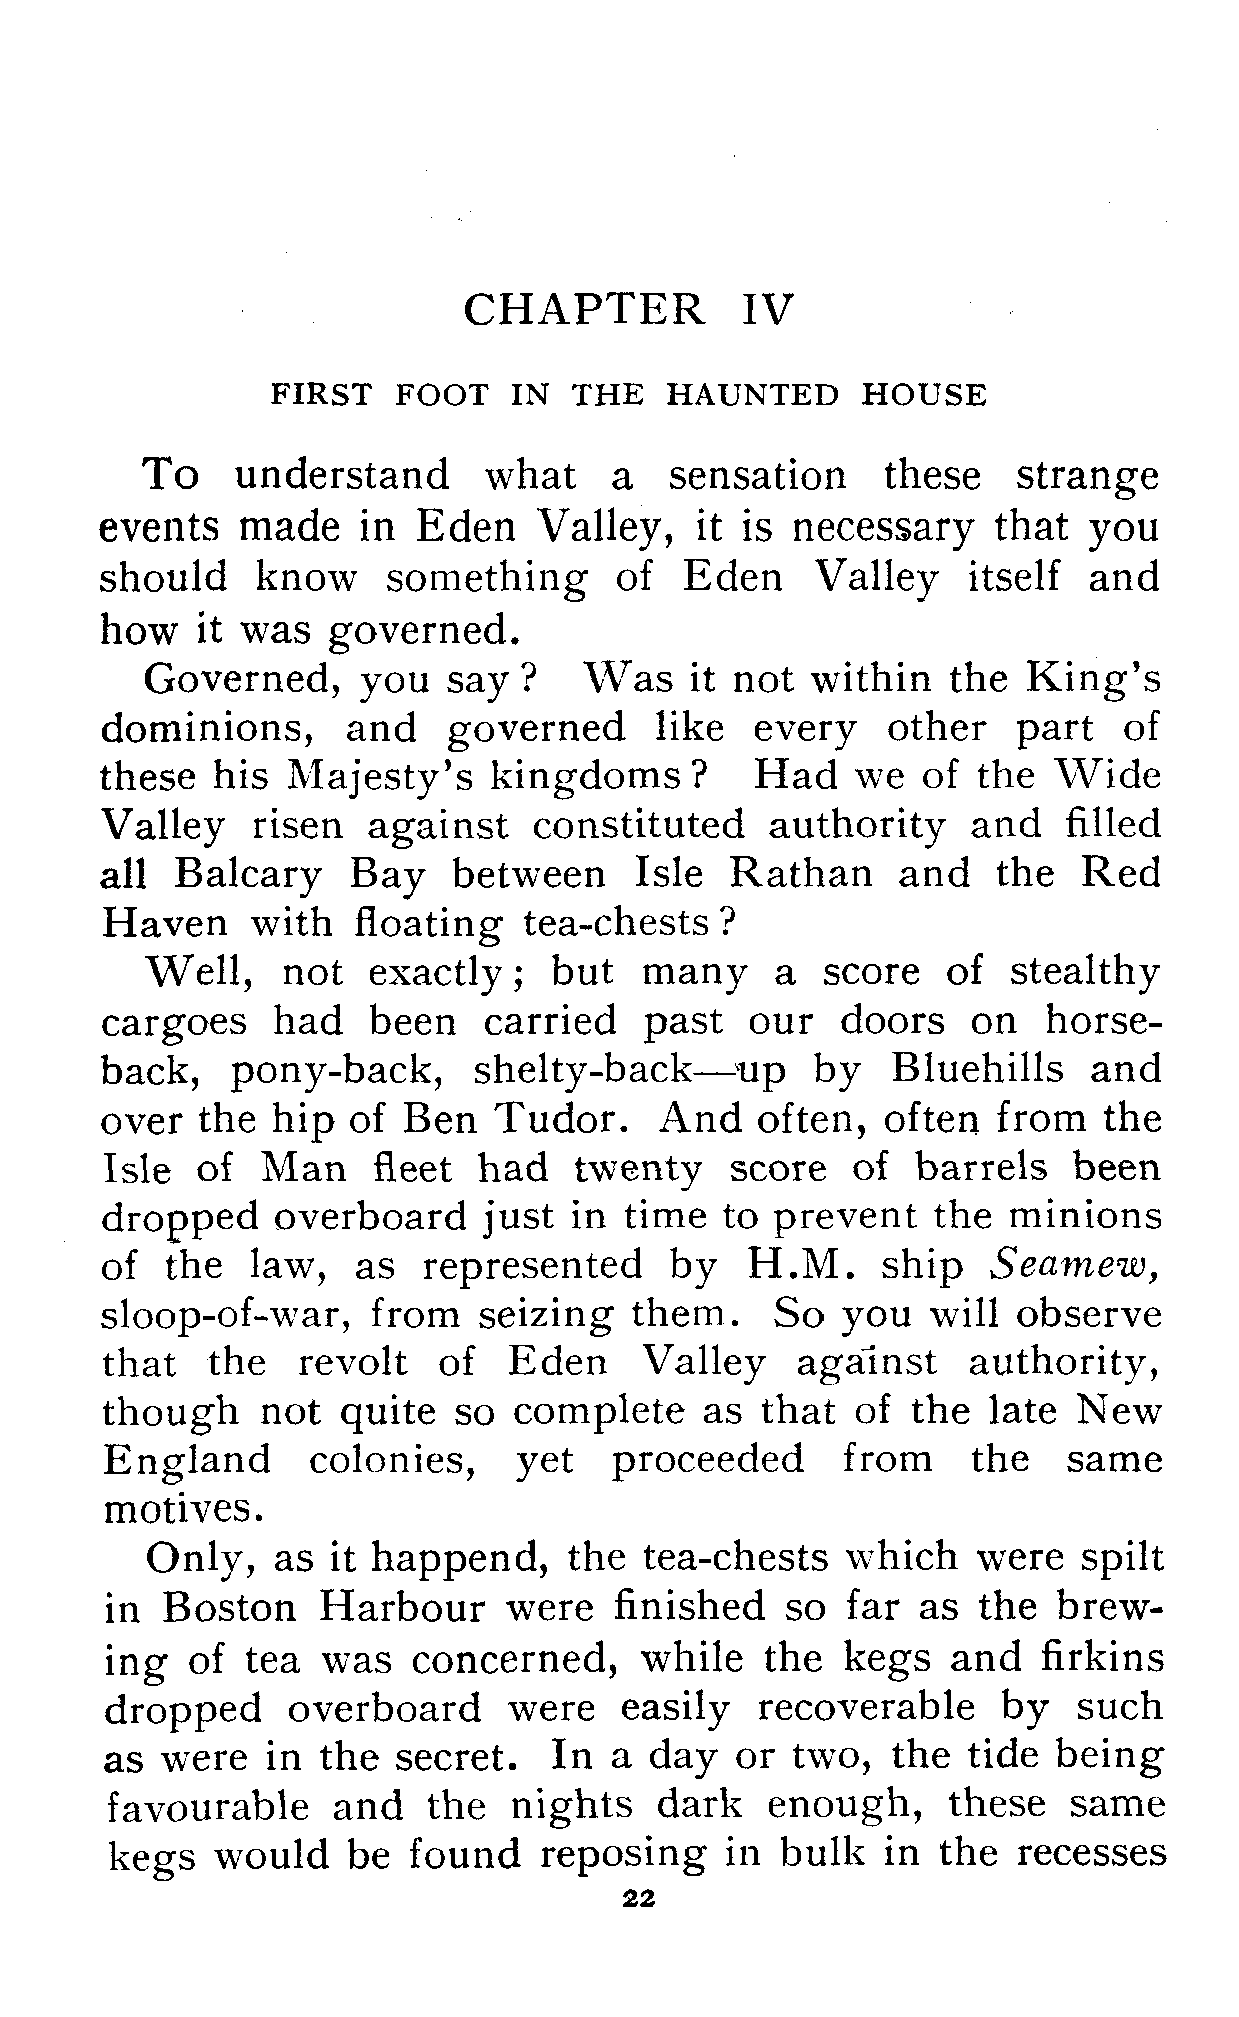 CHAPTER IV
FIRST FOOT IN THE HAUNTED HOUSE
To understand what a sensation these strange
events made in Eden Valley, it is necessary that you
should know something of Eden Valley itself and
how it was governed.
Governed, you say ? Was it not within the King's
dominions, and governed like every other part of
these his Majesty's kingdoms ? Had we of the Wide
Valley risen against constituted authority and filled
all Balcary Bay between Isle Rathan and the Red
Haven with floating tea-chests ?
Well, not exactly ; but many a score of stealthy
cargoes had been carried past our doors on horse-
back, pony-back, shelty-back—up by Bluehills and
over the hip of Ben Tudor. And often, often from the
Isle of Man fleet had twenty score of barrels been
dropped overboard just in time to prevent the minions
of the law, as represented by H.M. ship Seamew,
sloop-of-war, from seizing them. So you will observe
that the revolt of Eden Valley against authority,
though not quite so complete as that of the late New
England colonies, yet proceeded from the same
motives.
Only, as it happend, the tea-chests which were spilt
in Boston Harbour were finished so far as the brew-
ing of tea was concerned, while the kegs and firkins
dropped overboard were easily recoverable by such
as were in the secret. In a day or two, the tide being
favourable and the nights dark enough, these same
kegs would be found reposing in bulk in the recesses
22